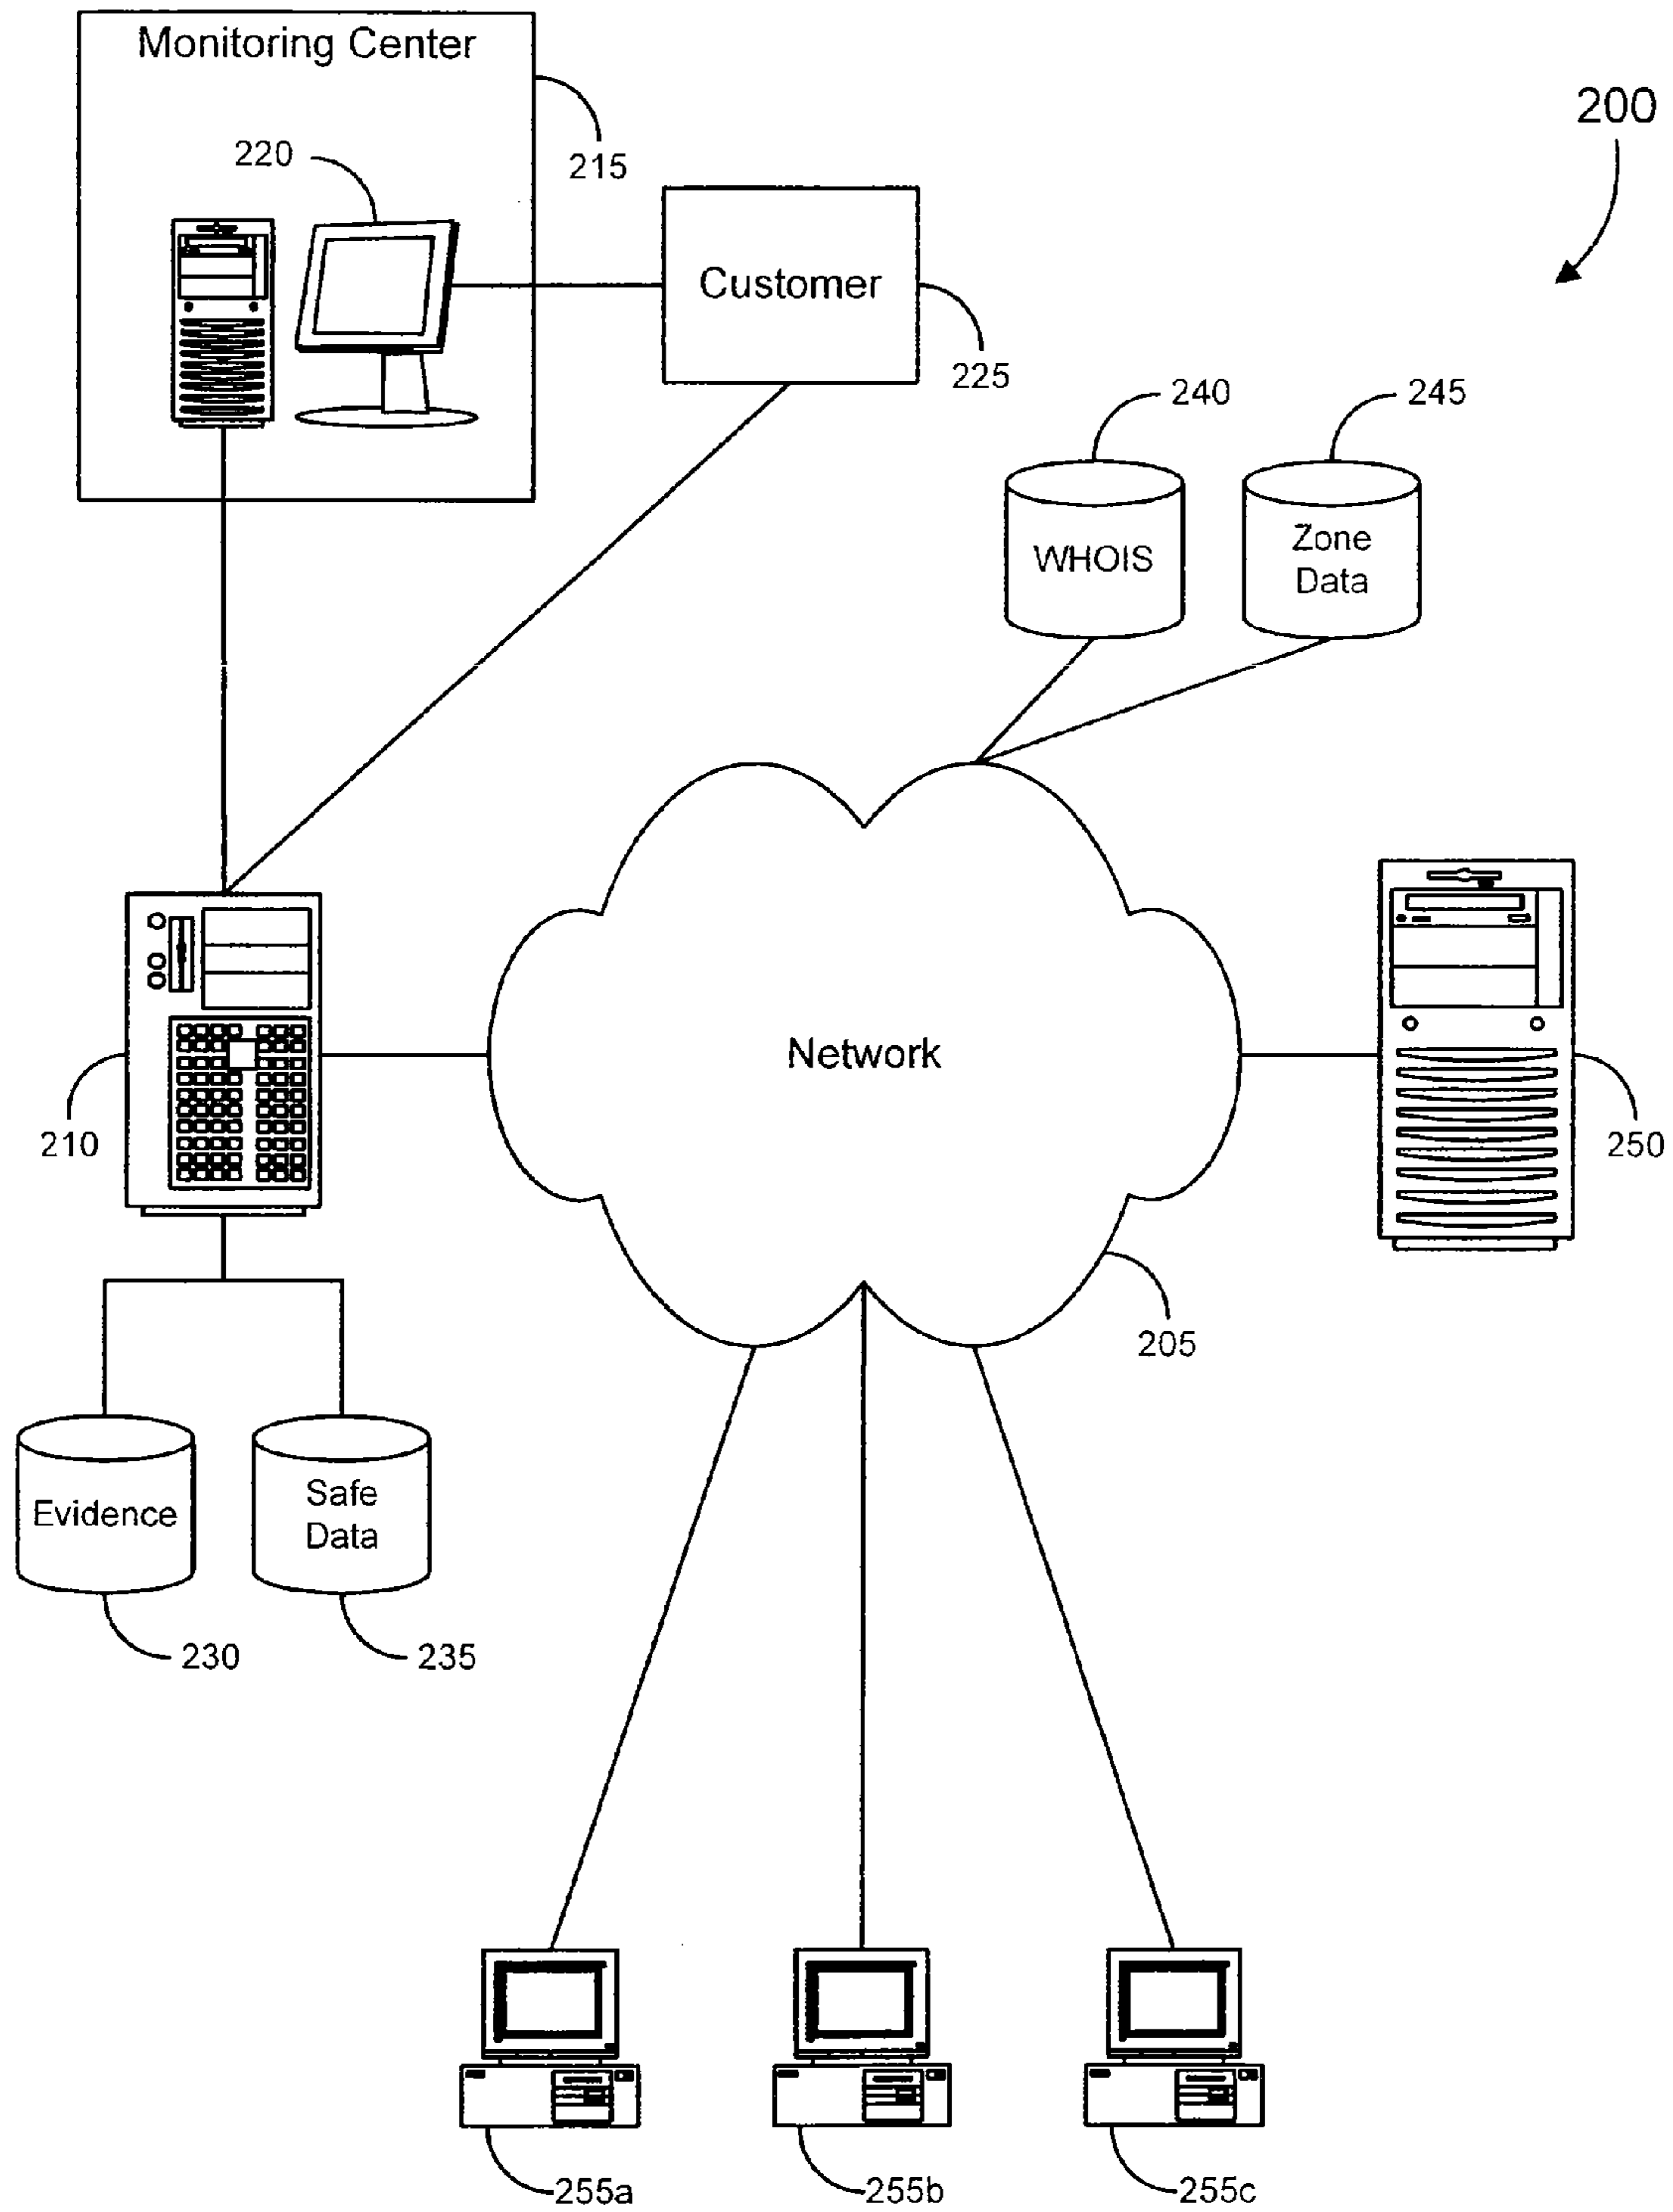 Monitoring Center
200
220
215
Customer
225
240
245
WHOIS
Zone
Data
Network
210
250
205
Evidence
Safe
Data
230
235
255a
255b
255c